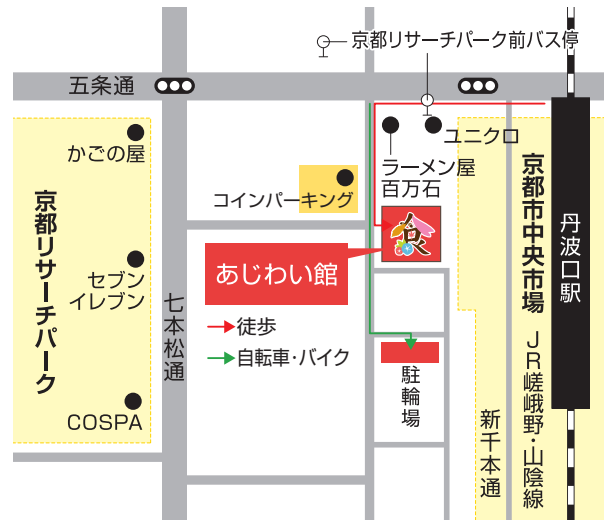 京都リサーチパーク前バス停
五条通
ユニクロ
かごの屋
ラーメン屋
百万石
コインパーキング
京都リサーチパーク
京都市中央市場
丹波口駅
食
あじわい館
セブン
イレブン
七本松通
徒歩
自転車・バイク
JR嵯峨野・山陰線
駐輪場
COSPA
新千本通